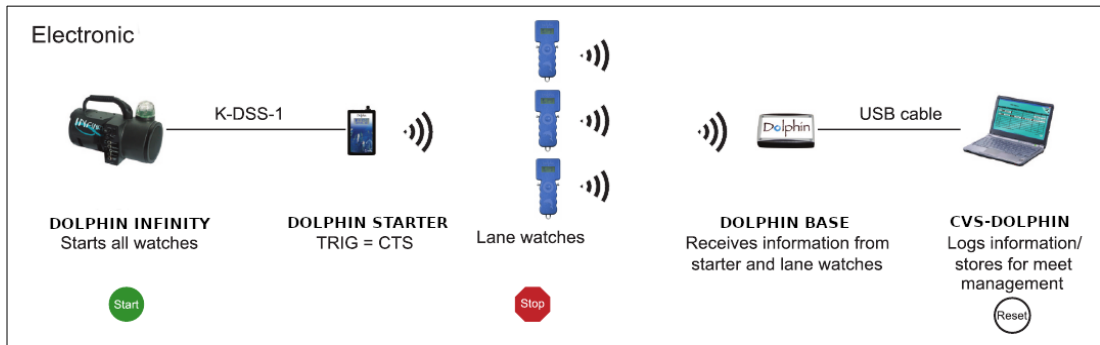 Electronic
K-DSS-1
USB cable
Dolphin
DOLPHIN INFINITY
Starts all watches
DOLPHIN STARTER
TRIG = CTS
Lane watches
DOLPHIN BASE
Receives information from
starter and lane watches
CVS-DOLPHIN
Logs information/
stores for meet
management
Start
Stop
Reset